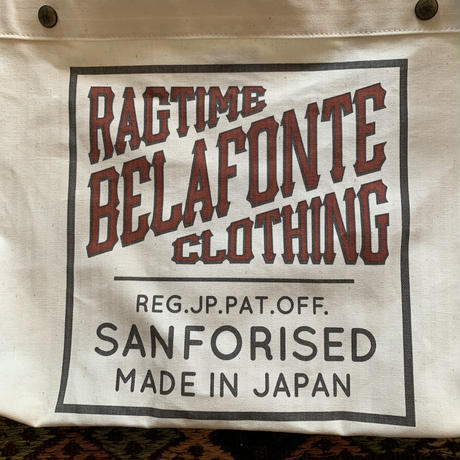 RAGTIME
BELAFONTE
CLOTHING
REG.JP.PAT.OFF.
SANFORISED
MADE IN JAPAN